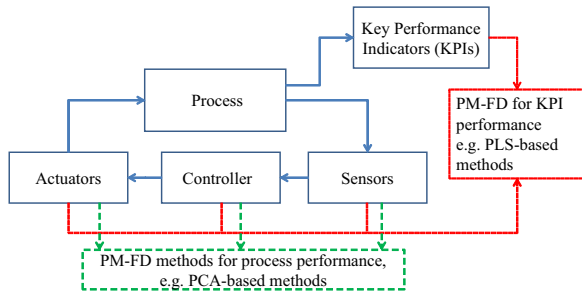 Key Performance
Indicators (KPIs)
Process
PM-FD for KPI
performance
e.g. PLS-based
methods
Actuators
Controller
Sensors
PM-FD methods for process performance,
e.g. PCA-based methods